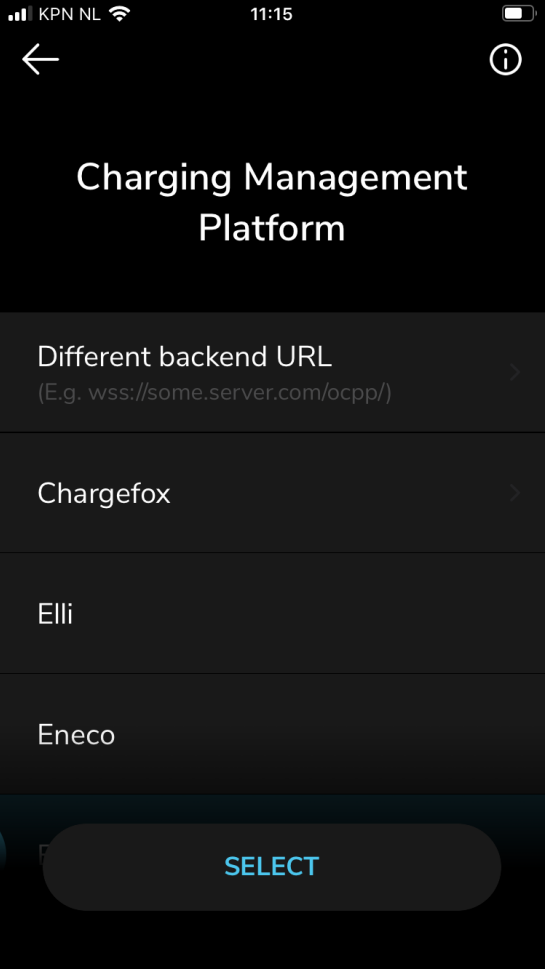 KPN NL 11:15
Charging Management
Platform
Different backend URL
(E.g. wss://some.server.com/ocpp/)
Chargefox
Elli
Eneco
SELECT